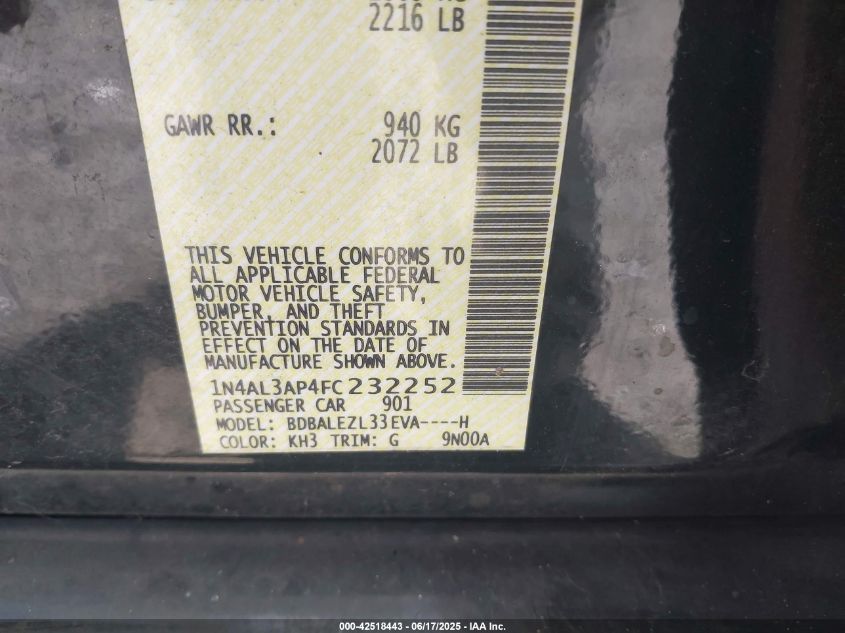 2216 LB
GAWR RR.: 940 KG
2072 LB
THIS VEHICLE CONFORMS TO
ALL APPLICABLE FEDERAL
MOTOR VEHICLE SAFETY,
BUMPER, AND THEFT
PREVENTION STANDARDS IN
EFFECT ON THE DATE OF
MANUFACTURE SHOWN ABOVE.
1N4AL3AP4FC232252
PASSENGER CAR 901
MODEL: BDBALEZL33EVA----H
COLOR: KH3 TRIM: G 9N00A
000-42518443 - 06/17/2025 - IAA Inc.